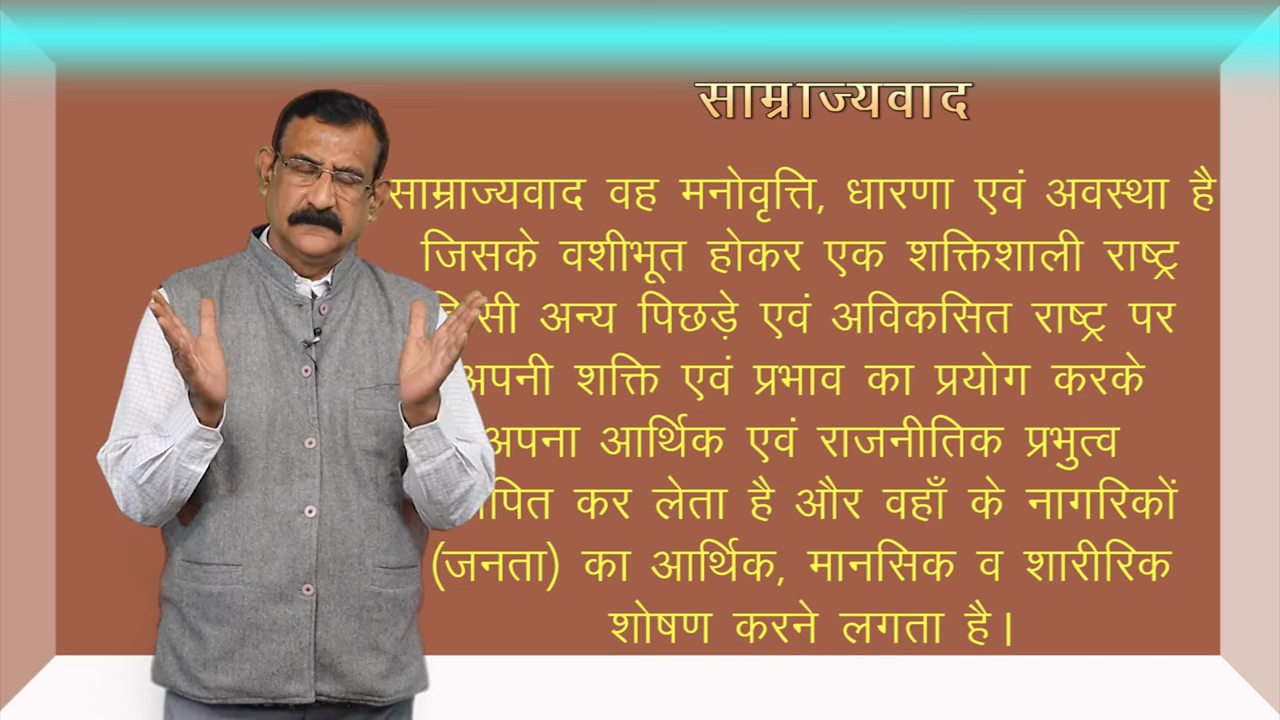 साम्राज्यवाद
साम्राज्यवाद वह मनोवृत्ति, धारणा एवं अवस्था है
जिसके वशीभूत होकर एक शक्तिशाली राष्ट्र
अन्य पिछड़े एवं अविकसित राष्ट्र पर
अपनी शक्ति एवं प्रभाव का प्रयोग करके
अपना आर्थिक एवं राजनीतिक प्रभुत्व
कर लेता है और वहाँ के नागरिकों
(जनता) का आर्थिक, मानसिक व शारीरिक
शोषण करने लगता है।